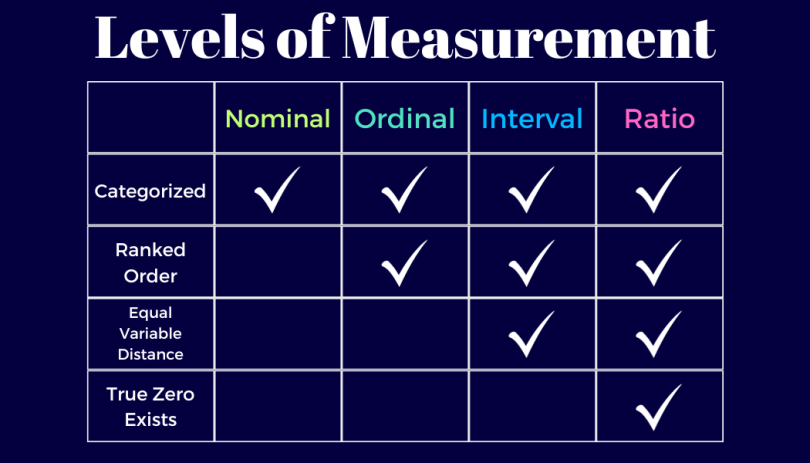 Levels of Measurement
Nominal Ordinal Interval Ratio
Categorized
Ranked
Order
Equal
Variable
Distance
True Zero
Exists